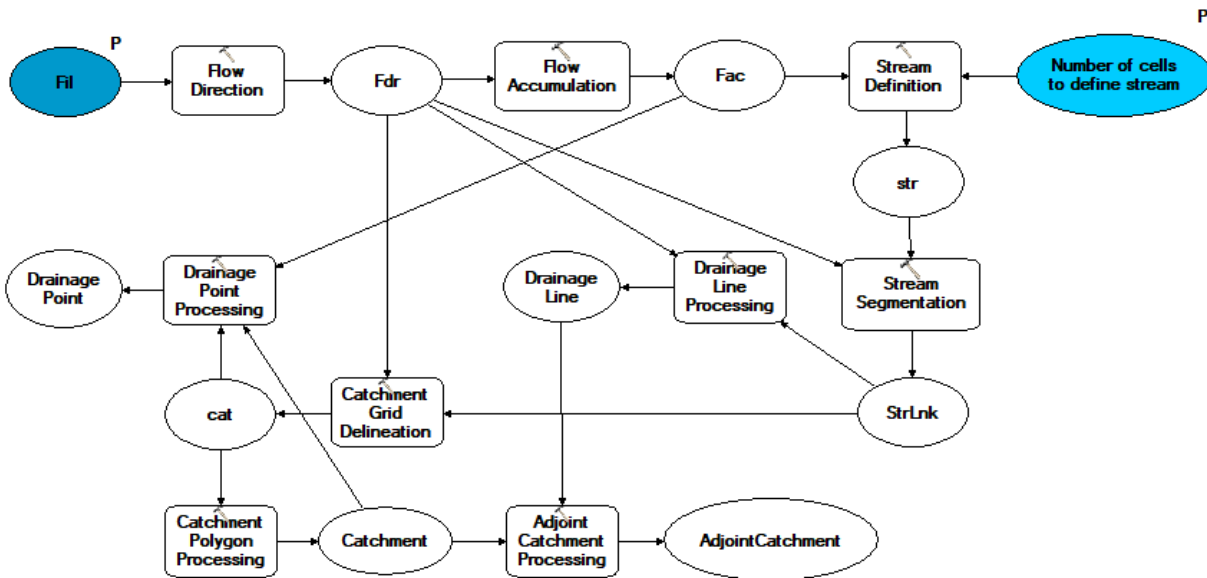 P
P
Fil
Flow
Direction
Fdr
Flow
Accumulation
Fac
Stream
Definition
Number of cells
to define stream
str
Drainage
Point
Drainage
Point
Processing
Drainage
Line
Drainage
Line
Processing
Stream
Segmentation
cat
Catchment
Grid
Delineation
StrLnk
Catchment
Polygon
Processing
Catchment
Adjoint
Catchment
Processing
AdjointCatchment